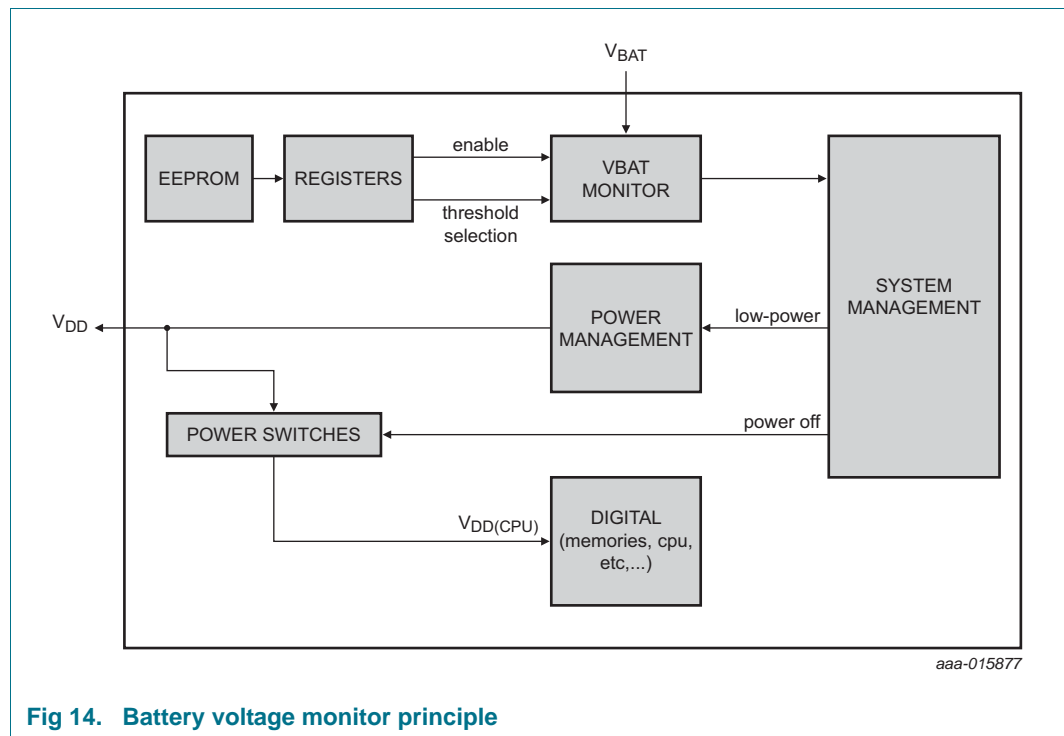 VBAT
EEPROM
REGISTERS
enable
threshold
selection
VBAT
MONITOR
SYSTEM
MANAGEMENT
VDD
POWER
MANAGEMENT
low-power
POWER SWITCHES
power off
VDD(CPU)
DIGITAL
(memories, cpu,
etc,...)
aaa-015877
Fig 14. Battery voltage monitor principle